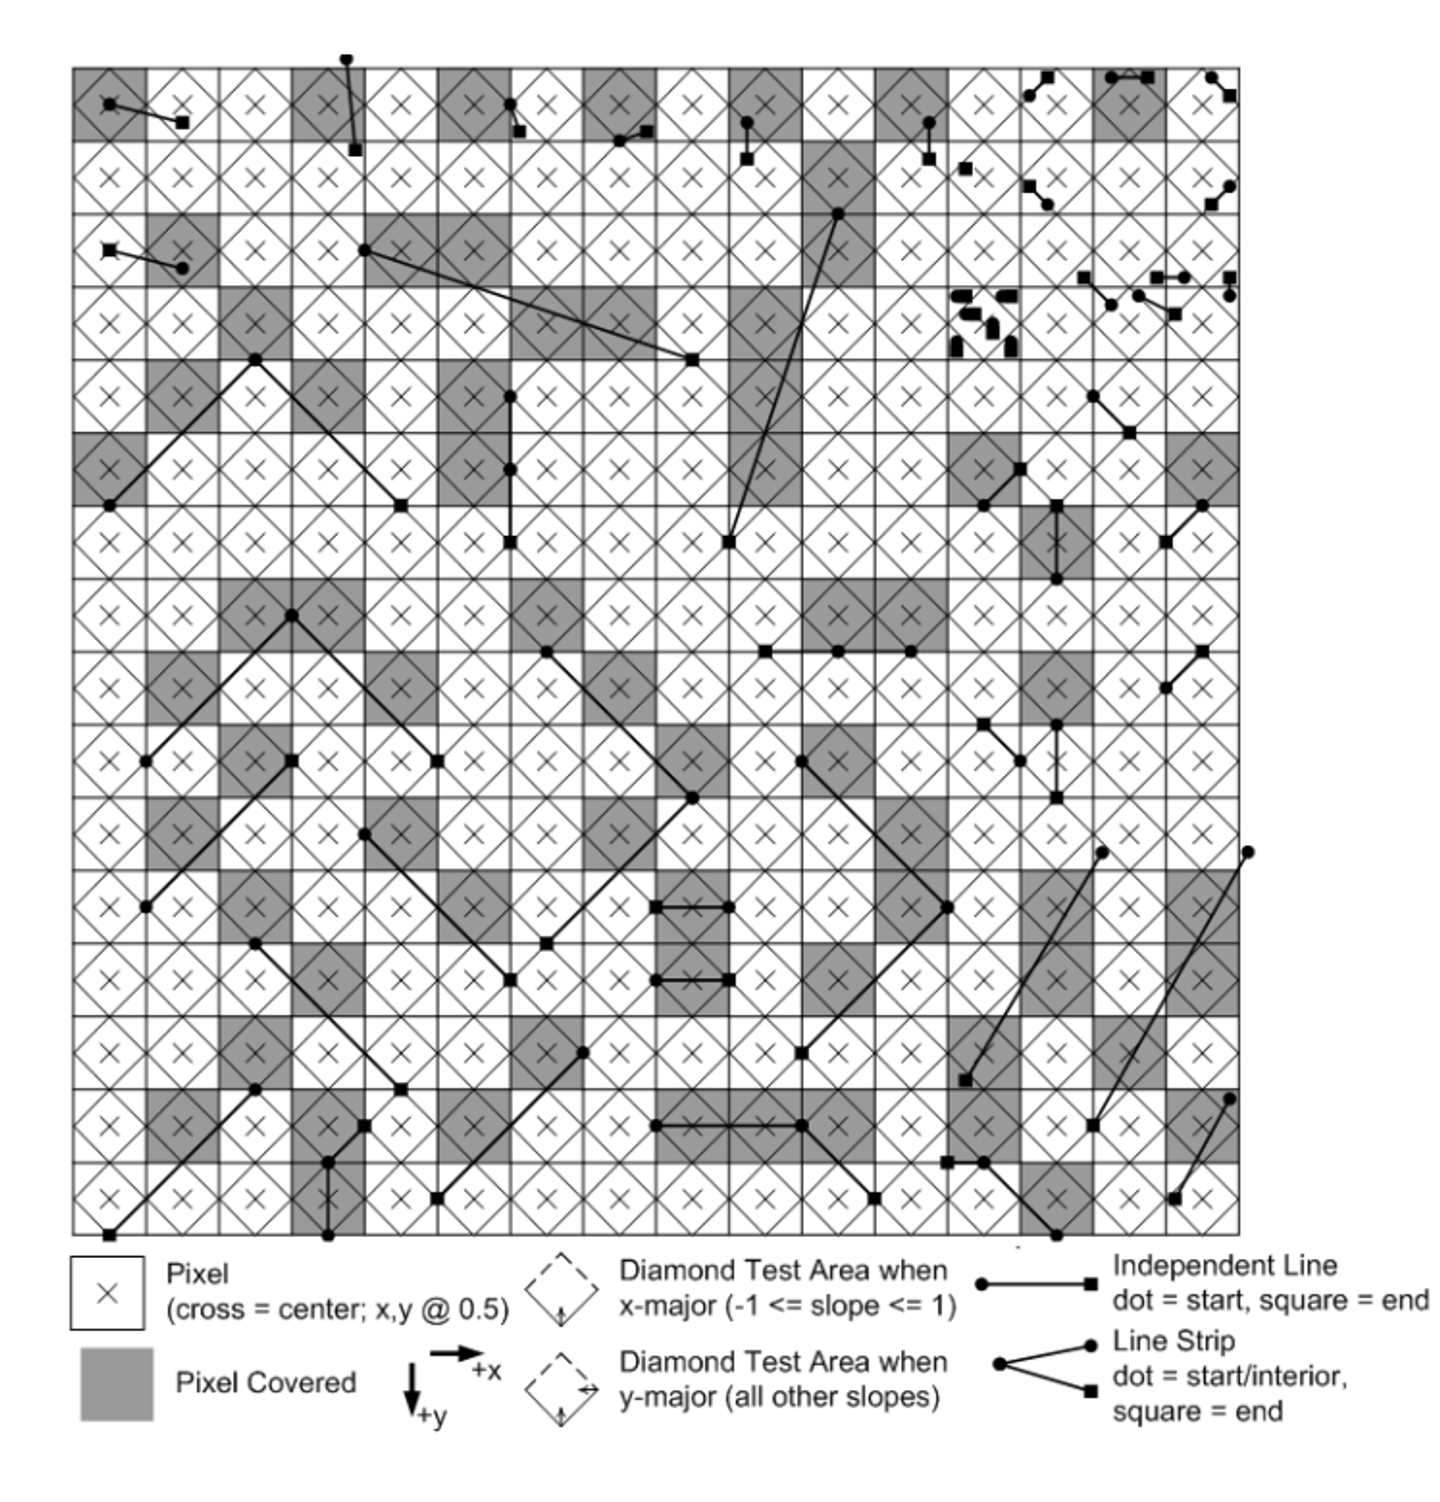 Pixel
(cross = center; x,y @ 0.5)
Diamond Test Area when
x-major (-1 <= slope <= 1)
Independent Line
dot = start, square = end
Pixel Covered
+x
+y
Diamond Test Area when
y-major (all other slopes)
Line Strip
dot = start/interior,
square = end